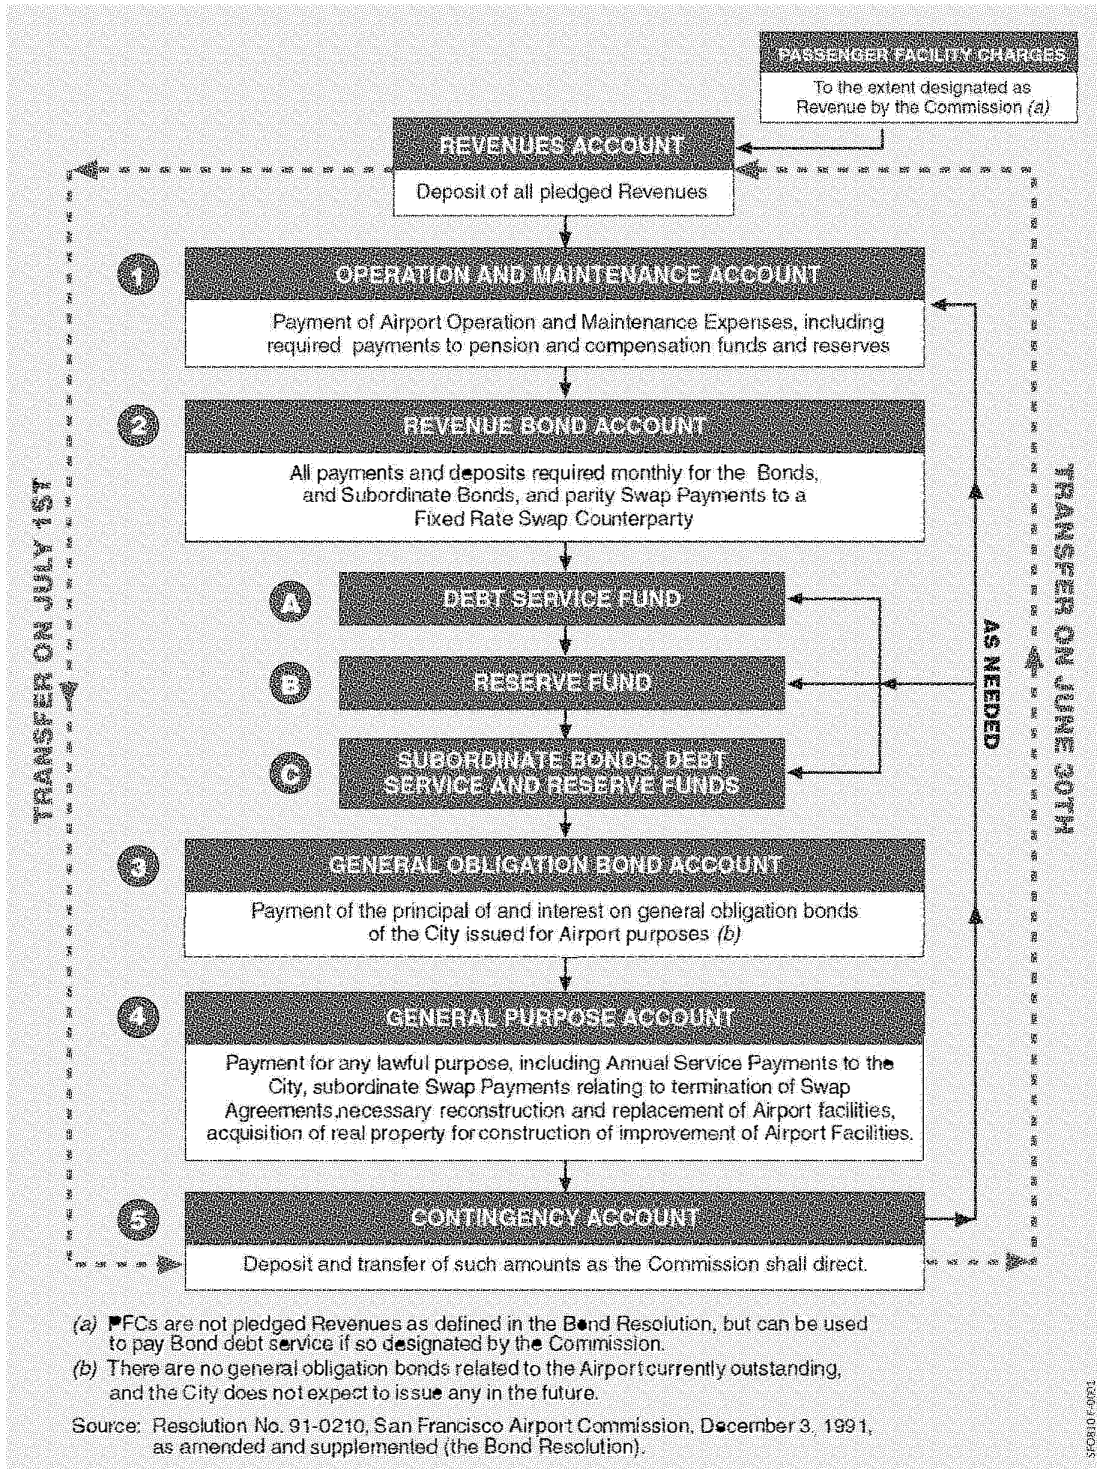 PASSENGER FACILITY CHARGES
To the extent designated as
Revenue by the Commission (a)
REVENUES ACCOUNT
Deposit of all pledged Revenues
1
OPERATION AND MAINTENANCE ACCOUNT
Payment of Airport Operation and Maintenance Expenses, including
required payments to pension and compensation funds and reserves
2
REVENUE BOND ACCOUNT
All payments and deposits required monthly for the Bonds,
and Subordinate Bonds, and parity Swap Payments to a
Fixed Rate Swap Counterparty
A
DEBT SERVICE FUND
B
RESERVE FUND
C
SUBORDINATE BONDS, DEBT
SERVICE AND RESERVE FUNDS
3
GENERAL OBLIGATION BOND ACCOUNT
Payment of the principal of and interest on general obligation bonds
of the City issued for Airport purposes (b)
4
GENERAL PURPOSE ACCOUNT
Payment for any lawful purpose, including Annual Service Payments to the
City, subordinate Swap Payments relating to termination of Swap
Agreements,necessary reconstruction and replacement of Airport facilities,
acquisition of real property for construction of improvement of Airport Facilities.
5
CONTINGENCY ACCOUNT
Deposit and transfer of such amounts as the Commission shall direct.
TRANSFER ON JULY 1ST
AS NEEDED
TRANSFER ON JUNE 30TH
(a) PFCs are not pledged Revenues as defined in the Bond Resolution, but can be used
to pay Bond debt service if so designated by the Commission.
(b) There are no general obligation bonds related to the Airport currently outstanding,
and the City does not expect to issue any in the future.
Source: Resolution No. 91-0210, San Francisco Airport Commission, December 3, 1991,
as amended and supplemented (the Bond Resolution).
SFO810 F-0001